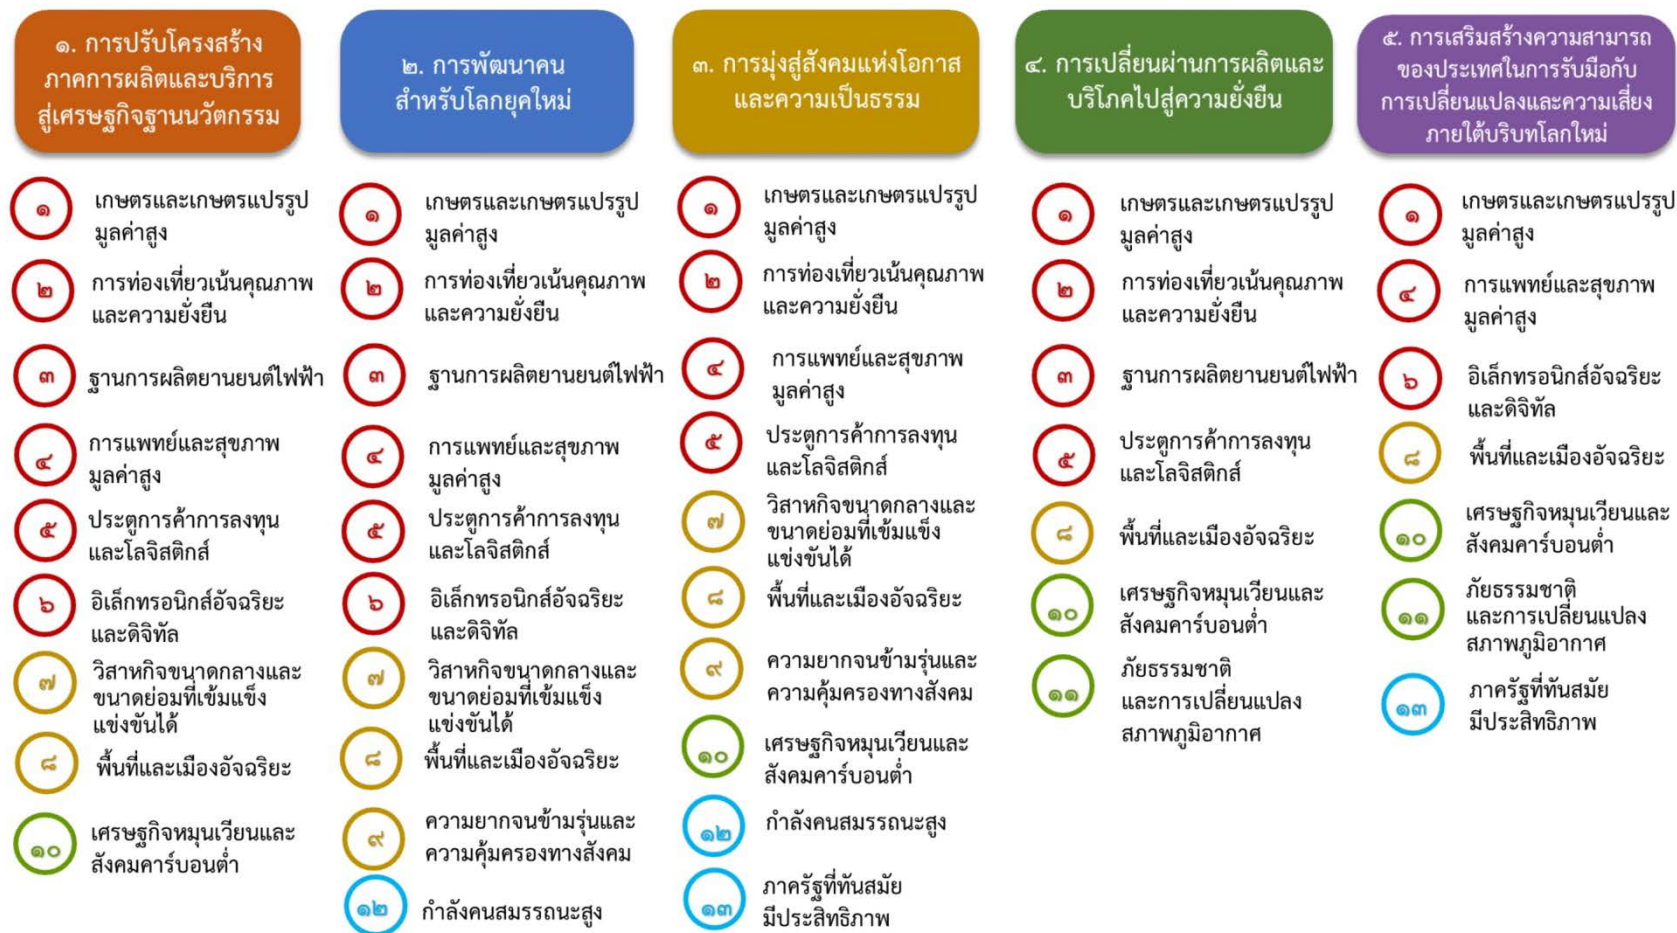 ๑. การปรับโครงสร้าง
ภาคการผลิตและบริการ
สู่เศรษฐกิจฐานนวัตกรรม
๑
เกษตรและเกษตรแปรรูป
มูลค่าสูง
๒
การท่องเที่ยวเน้นคุณภาพ
และความยั่งยืน
๓
ฐานการผลิตยานยนต์ไฟฟ้า
๔
การแพทย์และสุขภาพ
มูลค่าสูง
๕
ประตูการค้าการลงทุน
และโลจิสติกส์
๖
อิเล็กทรอนิกส์อัจฉริยะ
และดิจิทัล
๗
วิสาหกิจขนาดกลางและ
ขนาดย่อมที่เข้มแข็ง
แข่งขันได้
๘
พื้นที่และเมืองอัจฉริยะ
๑๐
เศรษฐกิจหมุนเวียนและ
สังคมคาร์บอนต่ำ
๒. การพัฒนาคน
สำหรับโลกยุคใหม่
๑
เกษตรและเกษตรแปรรูป
มูลค่าสูง
๒
การท่องเที่ยวเน้นคุณภาพ
และความยั่งยืน
๓
ฐานการผลิตยานยนต์ไฟฟ้า
๔
การแพทย์และสุขภาพ
มูลค่าสูง
๕
ประตูการค้าการลงทุน
และโลจิสติกส์
๖
อิเล็กทรอนิกส์อัจฉริยะ
และดิจิทัล
๗
วิสาหกิจขนาดกลางและ
ขนาดย่อมที่เข้มแข็ง
แข่งขันได้
๘
พื้นที่และเมืองอัจฉริยะ
๙
ความยากจนข้ามรุ่นและ
ความคุ้มครองทางสังคม
๑๒
กำลังคนสมรรถนะสูง
๓. การมุ่งสู่สังคมแห่งโอกาส
และความเป็นธรรม
๑
เกษตรและเกษตรแปรรูป
มูลค่าสูง
๒
การท่องเที่ยวเน้นคุณภาพ
และความยั่งยืน
๔
การแพทย์และสุขภาพ
มูลค่าสูง
๕
ประตูการค้าการลงทุน
และโลจิสติกส์
๗
วิสาหกิจขนาดกลางและ
ขนาดย่อมที่เข้มแข็ง
แข่งขันได้
๘
พื้นที่และเมืองอัจฉริยะ
๙
ความยากจนข้ามรุ่นและ
ความคุ้มครองทางสังคม
๑๐
เศรษฐกิจหมุนเวียนและ
สังคมคาร์บอนต่ำ
๑๒
กำลังคนสมรรถนะสูง
๑๓
ภาครัฐที่ทันสมัย
มีประสิทธิภาพ
๔. การเปลี่ยนผ่านการผลิตและ
บริโภคไปสู่ความยั่งยืน
๑
เกษตรและเกษตรแปรรูป
มูลค่าสูง
๒
การท่องเที่ยวเน้นคุณภาพ
และความยั่งยืน
๓
ฐานการผลิตยานยนต์ไฟฟ้า
๕
ประตูการค้าการลงทุน
และโลจิสติกส์
๘
พื้นที่และเมืองอัจฉริยะ
๑๐
เศรษฐกิจหมุนเวียนและ
สังคมคาร์บอนต่ำ
๑๑
ภัยธรรมชาติ
และการเปลี่ยนแปลง
สภาพภูมิอากาศ
๕. การเสริมสร้างความสามารถ
ของประเทศในการรับมือกับ
การเปลี่ยนแปลงและความเสี่ยง
ภายใต้บริบทโลกใหม่
๑
เกษตรและเกษตรแปรรูป
มูลค่าสูง
๔
การแพทย์และสุขภาพ
มูลค่าสูง
๖
อิเล็กทรอนิกส์อัจฉริยะ
และดิจิทัล
๘
พื้นที่และเมืองอัจฉริยะ
๑๐
เศรษฐกิจหมุนเวียนและ
สังคมคาร์บอนต่ำ
๑๑
ภัยธรรมชาติ
และการเปลี่ยนแปลง
สภาพภูมิอากาศ
๑๓
ภาครัฐที่ทันสมัย
มีประสิทธิภาพ